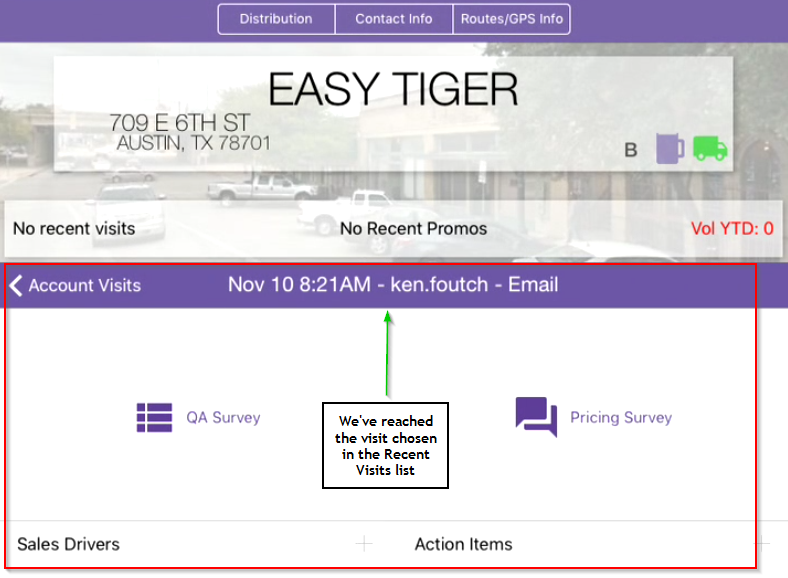 Distribution
Contact Info
Routes/GPS Info
EASY TIGER
709 E 6TH ST
AUSTIN, TX 78701
B
No recent visits
No Recent Promos
Vol YTD: 0
Account Visits
Nov 10 8:21AM - ken.foutch - Email
QA Survey
Pricing Survey
We've reached
the visit chosen
in the Recent
Visits list
Sales Drivers
Action Items